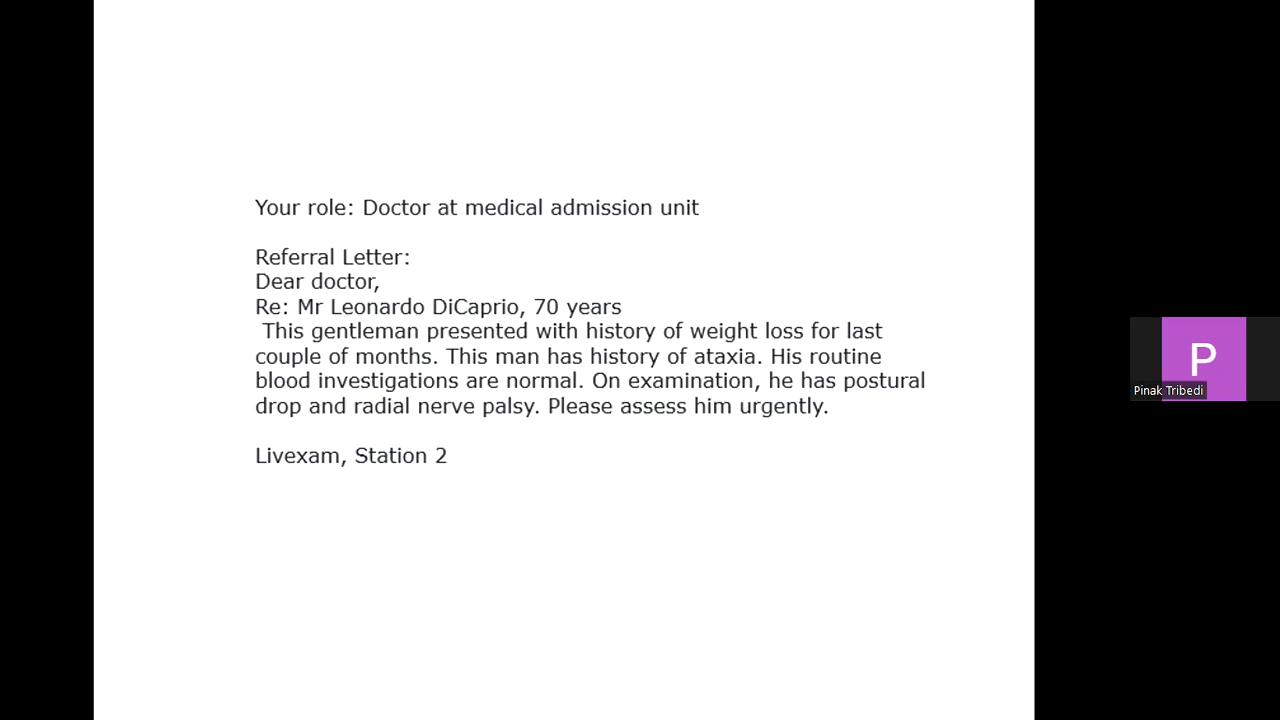 Your role: Doctor at medical admission unit
Referral Letter:
Dear doctor,
Re: Mr Leonardo DiCaprio, 70 years
This gentleman presented with history of weight loss for last
couple of months. This man has history of ataxia. His routine
blood investigations are normal. On examination, he has postural
drop and radial nerve palsy. Please assess him urgently.
Livexam, Station 2
P
Pinak Tribedi